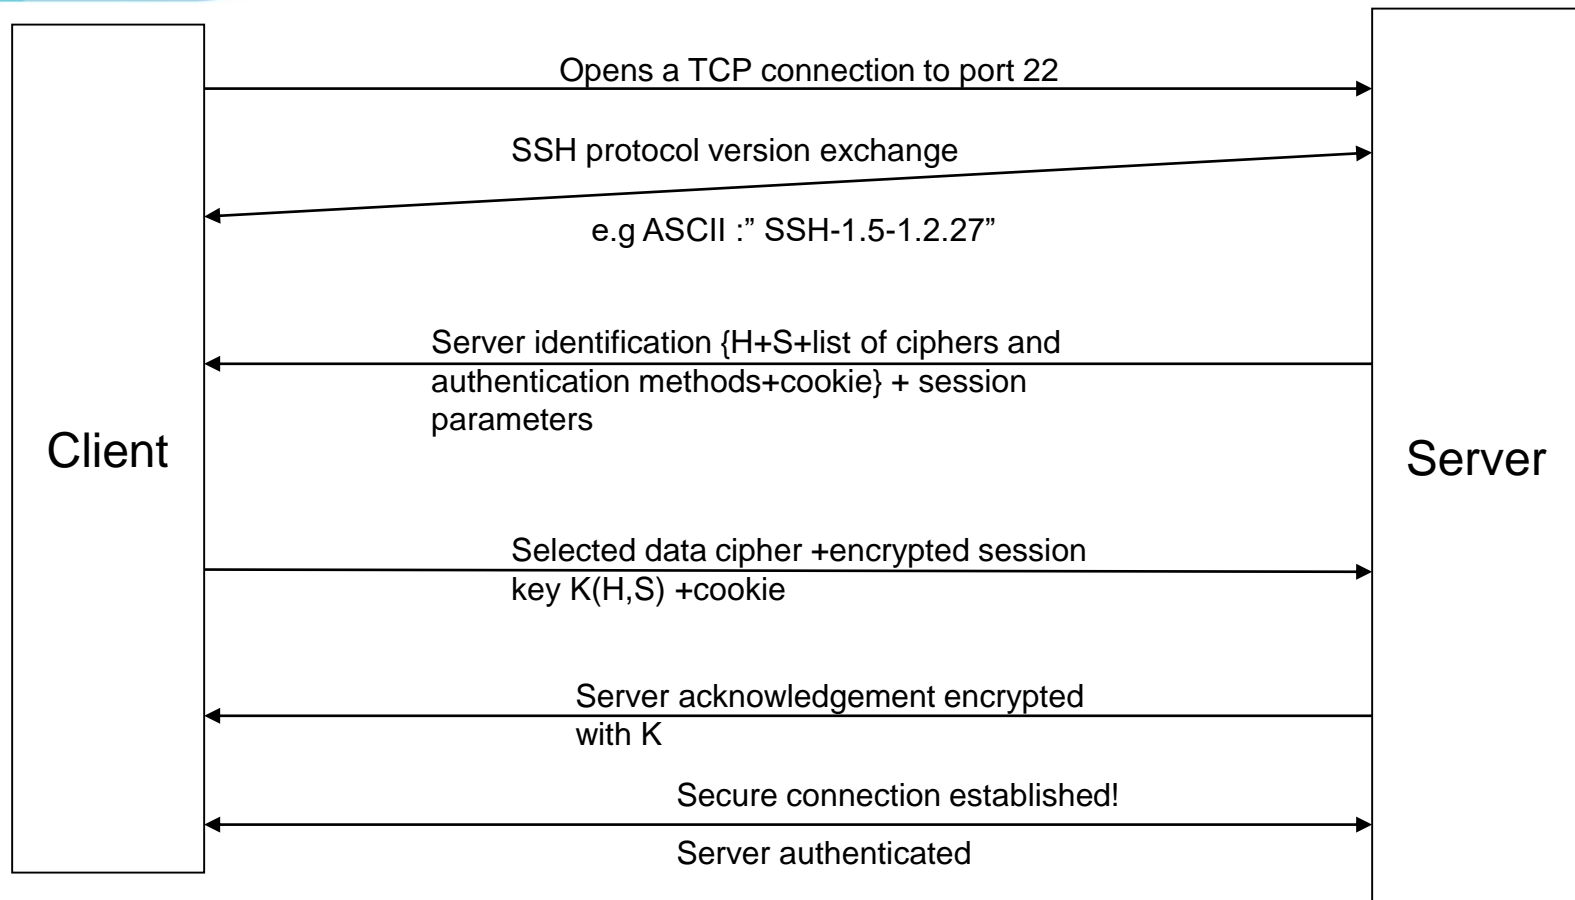 Opens a TCP connection to port 22
SSH protocol version exchange
e.g ASCII :” SSH-1.5-1.2.27”
Server identification {H+S+list of ciphers and
authentication methods+cookie} + session
parameters
Client
Server
Selected data cipher +encrypted session
key K(H,S) +cookie
Server acknowledgement encrypted
with K
Secure connection established!
Server authenticated